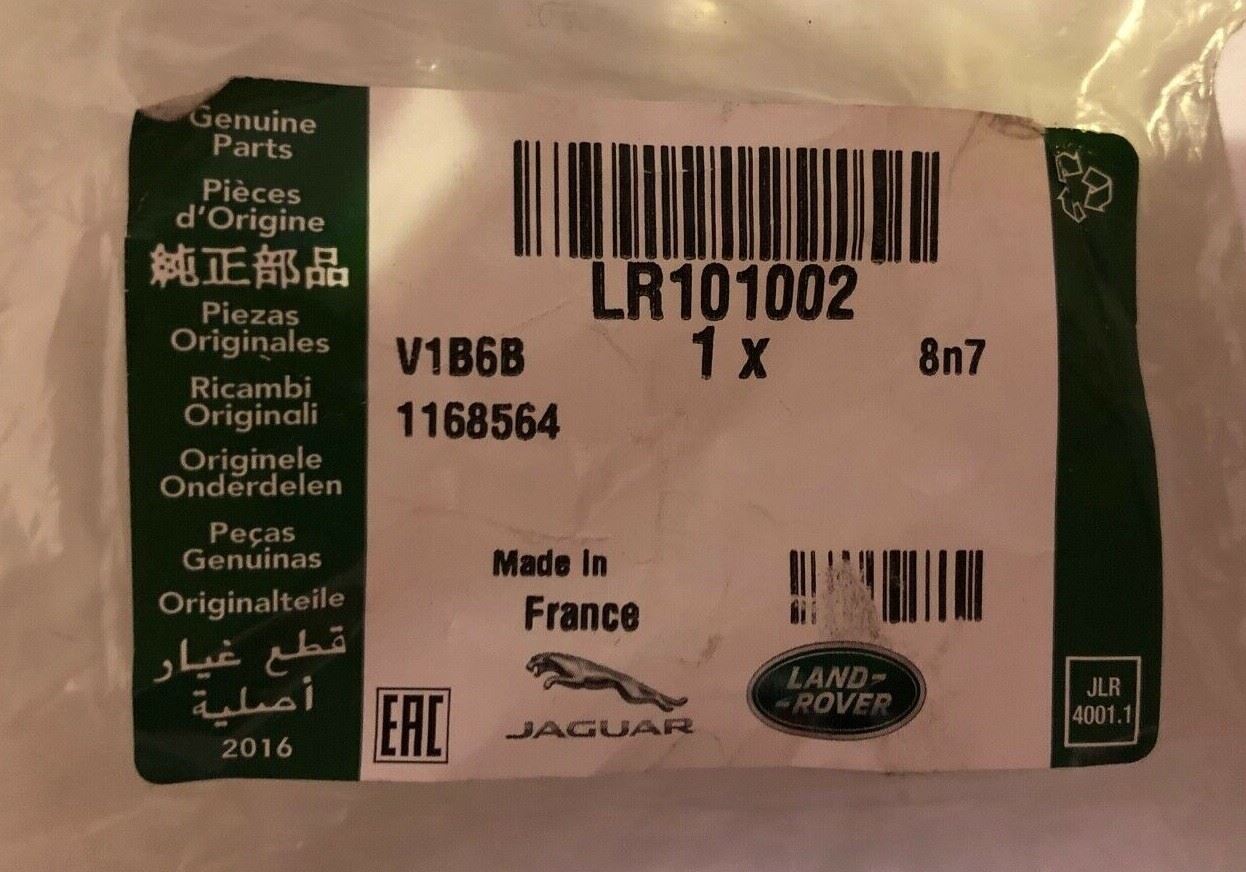 Genuine
Parts
Pièces
d'Origine
純正部品
Piezas
Originales
Ricambi
Originali
Originele
Onderdelen
Peças
Genuinas
Originalteile
قطع غيار
أصلية
2016
LR101002
1 x
V1B6B
8n7
1168564
Made In
France
EAC
JAGUAR
LAND-
-ROVER
JLR
4001.1